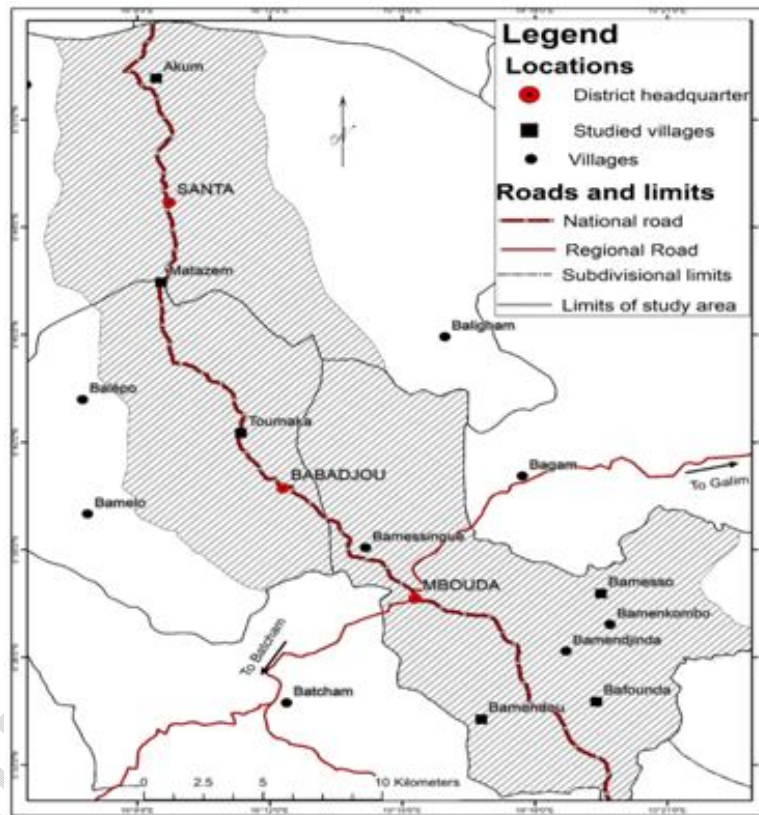 Legend
Locations
District headquarter
Studied villages
Villages
Roads and limits
National road
Regional Road
Subdivisional limits
Limits of study area
Akum
SANTA
Matazem
Baligham
Balepo
Toumaka
BABADJOU
Bagam
To Galim
Bamelo
Bamessingue
MBOUDA
Bamesso
Bamenkombo
Bamendjinda
To Batcham
Batcham
Bamendou
Bafounda
0 2.5 5 10 Kilometers